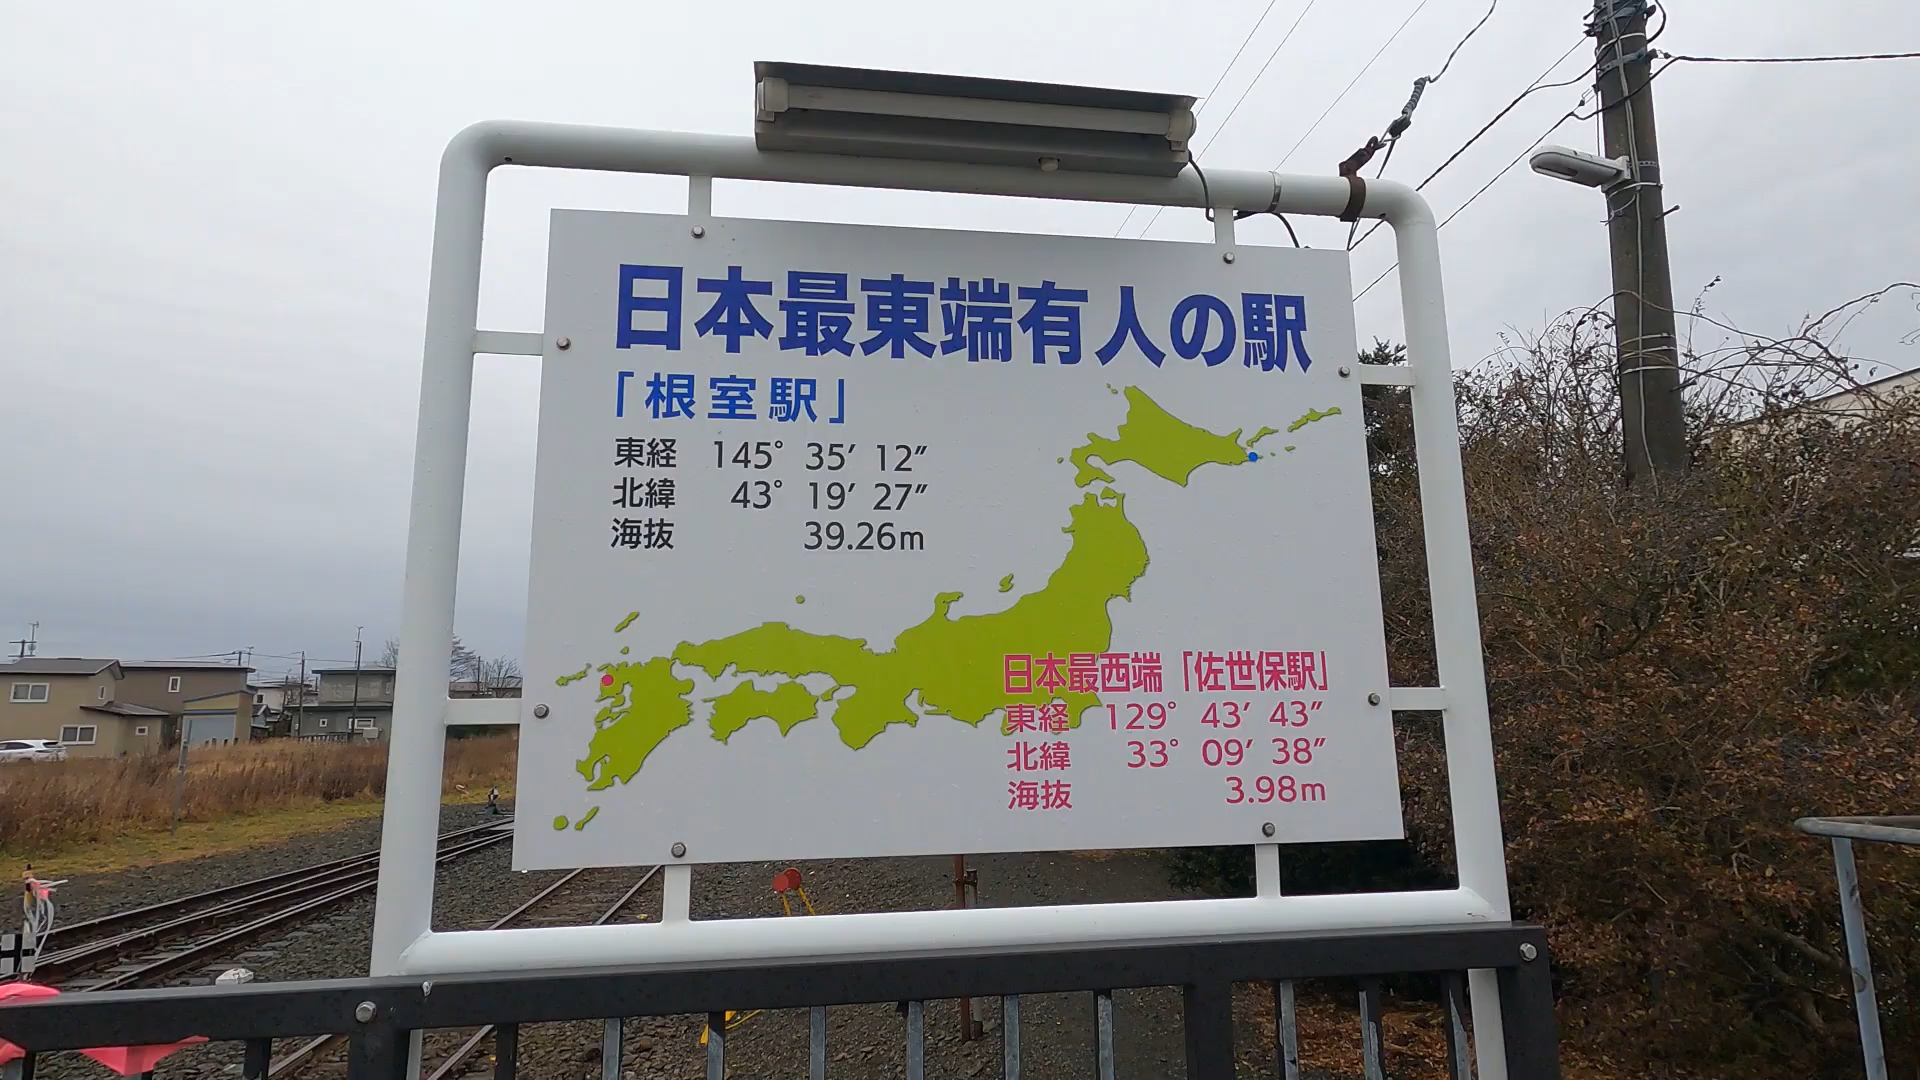 日本最東端有人の駅
「根室駅」
東経 145° 35′ 12″
北緯 43° 19′ 27″
海抜 39.26m
日本最西端「佐世保駅」
東経 129° 43′ 43″
北緯 33° 09′ 38″
海抜 3.98m